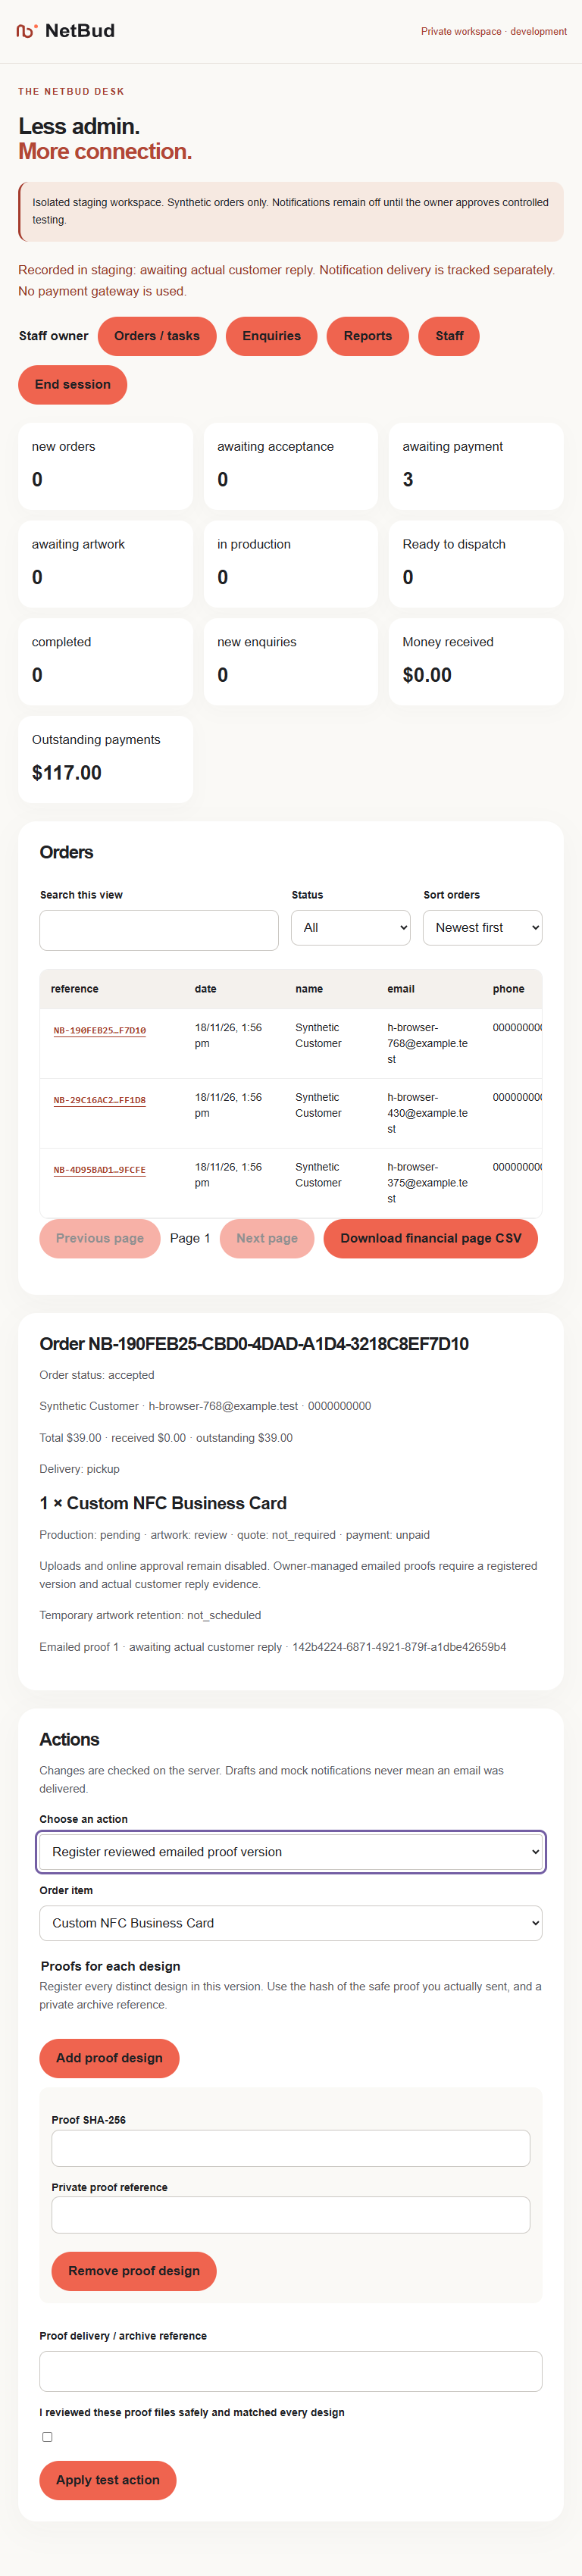 NetBud
Private workspace · development
THE NETBUD DESK
Less admin.
More connection.
Isolated staging workspace. Synthetic orders only. Notifications remain off until the owner approves controlled
testing.
Recorded in staging: awaiting actual customer reply. Notification delivery is tracked separately.
No payment gateway is used.
Staff owner
Orders / tasks
Enquiries
Reports
Staff
End session
new orders
0
awaiting acceptance
0
awaiting payment
3
awaiting artwork
0
in production
0
Ready to dispatch
0
completed
0
new enquiries
0
Money received
$0.00
Outstanding payments
$117.00
Orders
Search this view
Status
Sort orders
All
Newest first
reference date name email phone
NB-190FEB25…F7D10 18/11/26, 1:56 Synthetic h-browser- 000000000
pm Customer 768@example.te
st
NB-29C16AC2…FF1D8 18/11/26, 1:56 Synthetic h-browser- 000000000
pm Customer 430@example.te
st
NB-4D95BAD1…9FCFE 18/11/26, 1:56 Synthetic h-browser- 000000000
pm Customer 375@example.te
st
Previous page Page 1 Next page Download financial page CSV
Order NB-190FEB25-CBD0-4DAD-A1D4-3218C8EF7D10
Order status: accepted
Synthetic Customer · h-browser-768@example.test · 0000000000
Total $39.00 · received $0.00 · outstanding $39.00
Delivery: pickup
1 × Custom NFC Business Card
Production: pending · artwork: review · quote: not_required · payment: unpaid
Uploads and online approval remain disabled. Owner-managed emailed proofs require a registered
version and actual customer reply evidence.
Temporary artwork retention: not_scheduled
Emailed proof 1 · awaiting actual customer reply · 142b4224-6871-4921-879f-a1dbe42659b4
Actions
Changes are checked on the server. Drafts and mock notifications never mean an email was
delivered.
Choose an action
Register reviewed emailed proof version
Order item
Custom NFC Business Card
Proofs for each design
Register every distinct design in this version. Use the hash of the safe proof you actually sent, and a
private archive reference.
Add proof design
Proof SHA-256
Private proof reference
Remove proof design
Proof delivery / archive reference
I reviewed these proof files safely and matched every design
Apply test action